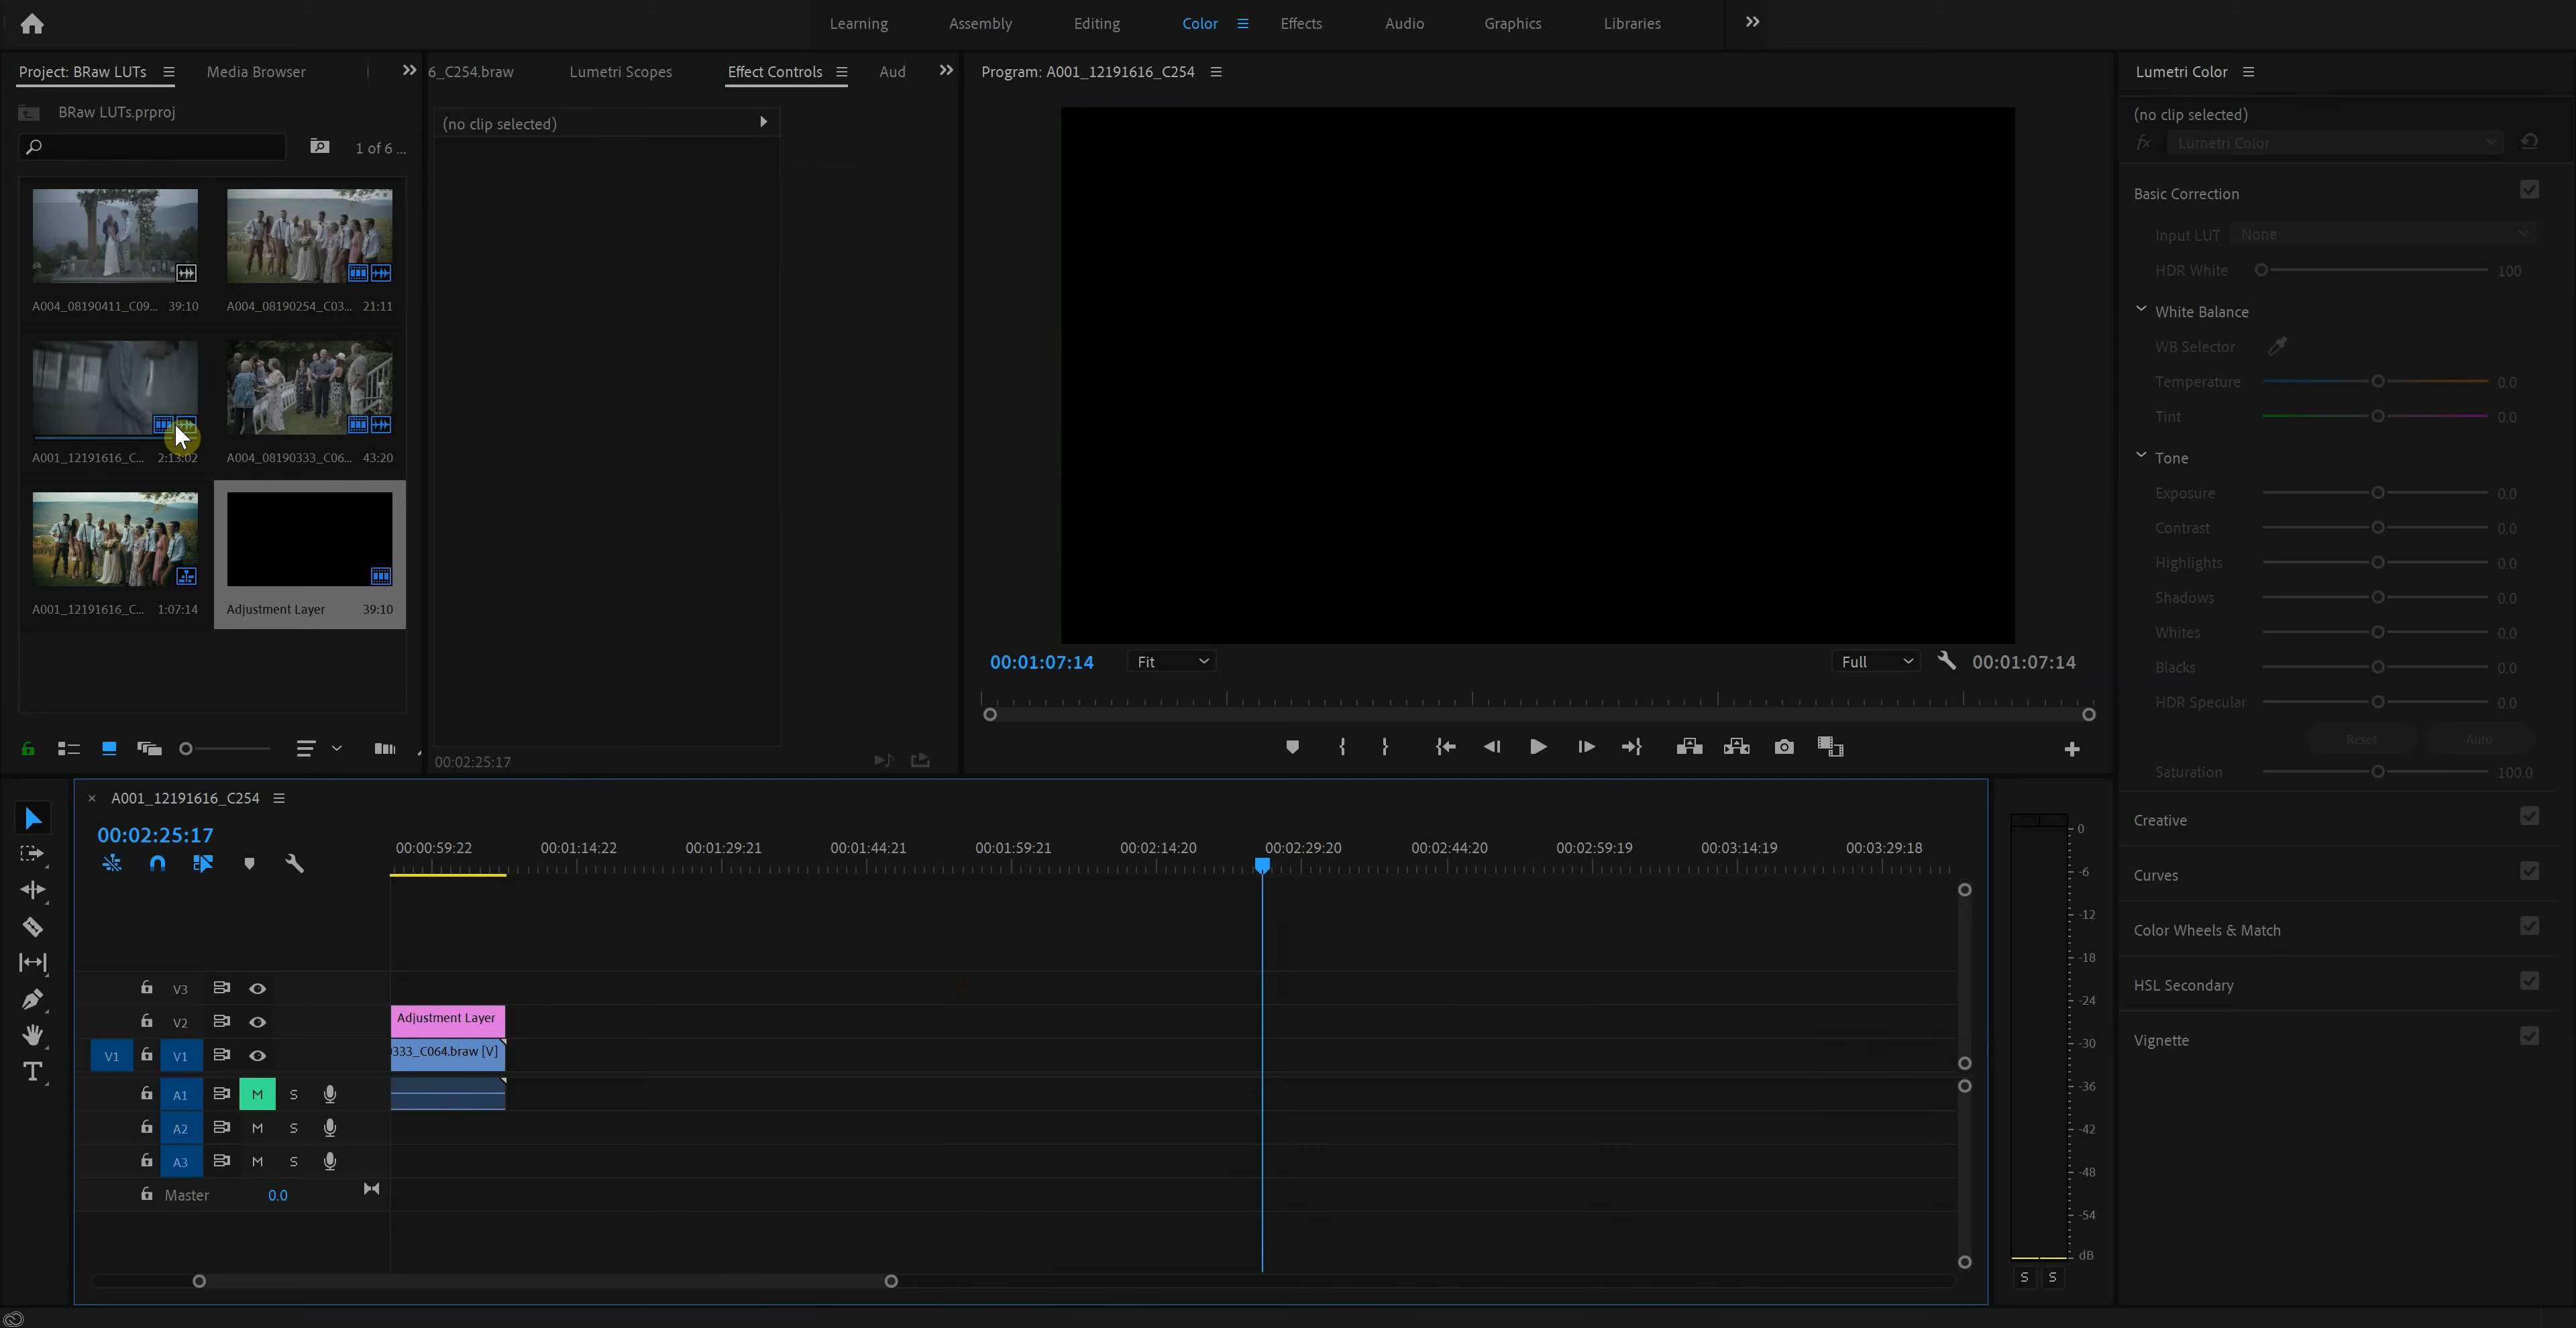 Learning Assembly Editing Color Effects Audio Graphics Libraries
Project: BRaw LUTs Media Browser
BRaw LUTs.prproj
1 of 6 ...
A004_08190411_C09... 39:10
A004_08190254_C03... 21:11
A001_12191616_C... 2:13:02
A004_08190333_C06... 43:20
A001_12191616_C... 1:07:14
Adjustment Layer 39:10
6_C254.braw Lumetri Scopes Effect Controls Aud
(no clip selected)
00:02:25:17
Program: A001_12191616_C254
00:01:07:14 Fit Full 00:01:07:14
Lumetri Color
(no clip selected)
fx Lumetri Color
Basic Correction
Input LUT None
HDR White 100
White Balance
WB Selector
Temperature 0.0
Tint 0.0
Tone
Exposure 0.0
Contrast 0.0
Highlights 0.0
Shadows 0.0
Whites 0.0
Blacks 0.0
HDR Specular 0.0
Reset Auto
Saturation 100.0
Creative
Curves
Color Wheels & Match
HSL Secondary
Vignette
A001_12191616_C254
00:02:25:17
00:00:59:22 00:01:14:22 00:01:29:21 00:01:44:21 00:01:59:21 00:02:14:20 00:02:29:20 00:02:44:20 00:02:59:19 00:03:14:19 00:03:29:18
V3
V2 Adjustment Layer
V1 V1 333_C064.braw [V]
A1 M S
A2 M S
A3 M S
Master 0.0
0
-6
-12
-18
-24
-30
-36
-42
-48
-54
dB
S S